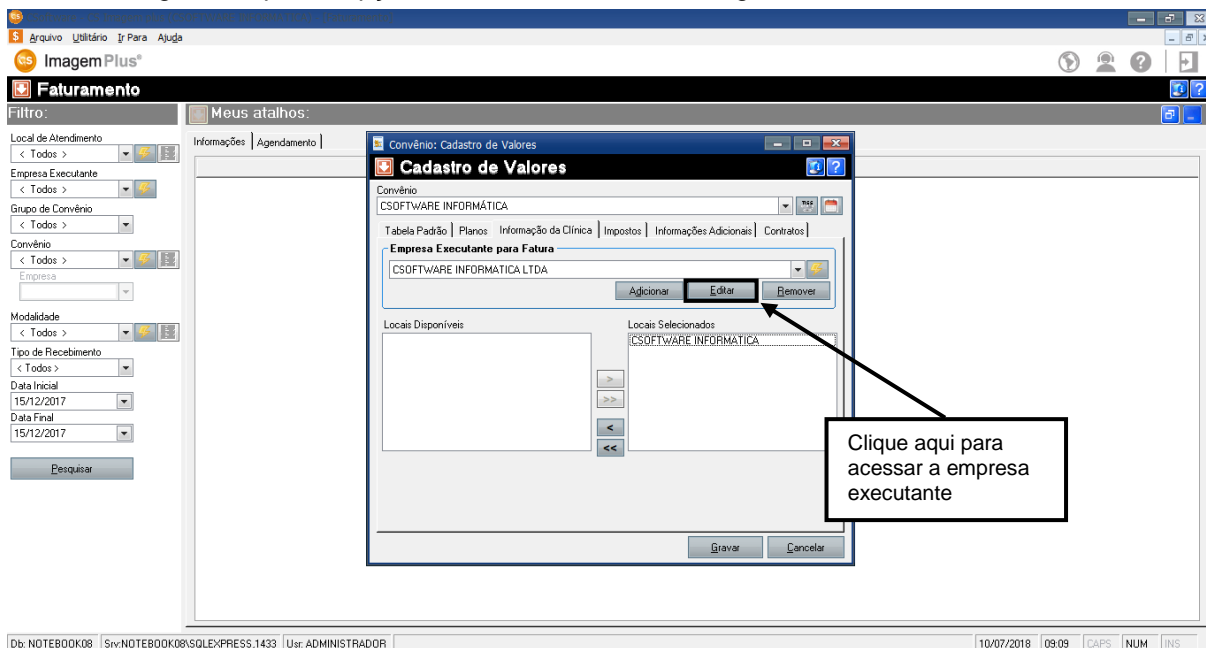 Arquivo Utilitário Ir Para Ajuda
CS ImagemPlus®
Faturamento
Filtro:
Meus atalhos:
Local de Atendimento
< Todos >
Empresa Executante
< Todos >
Grupo de Convênio
< Todos >
Convênio
< Todos >
Empresa
Modalidade
< Todos >
Tipo de Recebimento
< Todos >
Data Inicial
15/12/2017
Data Final
15/12/2017
Pesquisar
Informações Agendamento
Convênio: Cadastro de Valores
Cadastro de Valores
Convênio
CSOFTWARE INFORMÁTICA
Tabela Padrão Planos Informação da Clínica Impostos Informações Adicionais Contratos
Empresa Executante para Fatura
CSOFTWARE INFORMATICA LTDA
Adicionar Editar Remover
Locais Disponíveis
Locais Selecionados
CSOFTWARE INFORMATICA
>
>>
<
<<
Gravar Cancelar
Clique aqui para
acessar a empresa
executante
Db: NOTEBOOK08 Srv:NOTEBOOK08\SQLEXPRESS,1433 Usr: ADMINISTRADOR 10/07/2018 09:09 CAPS NUM INS